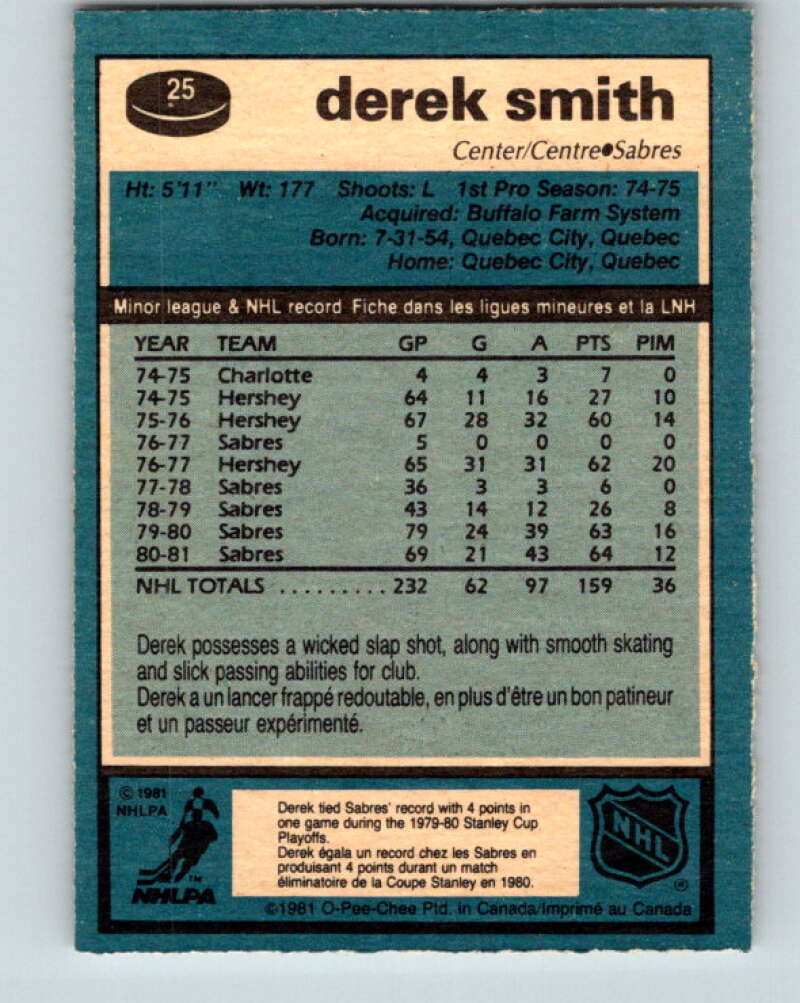 25
derek smith
Center/Centre●Sabres
Ht: 5'11" Wt: 177 Shoots: L 1st Pro Season: 74-75
Acquired: Buffalo Farm System
Born: 7-31-54, Quebec City, Quebec
Home: Quebec City, Quebec
Minor league & NHL record Fiche dans les ligues mineures et la LNH
YEAR TEAM GP G A PTS PIM
74-75 Charlotte 4 4 3 7 0
74-75 Hershey 64 11 16 27 10
75-76 Hershey 67 28 32 60 14
76-77 Sabres 5 0 0 0 0
76-77 Hershey 65 31 31 62 20
77-78 Sabres 36 3 3 6 0
78-79 Sabres 43 14 12 26 8
79-80 Sabres 79 24 39 63 16
80-81 Sabres 69 21 43 64 12
NHL TOTALS ......... 232 62 97 159 36
Derek possesses a wicked slap shot, along with smooth skating
and slick passing abilities for club.
Derek a un lancer frappé redoutable, en plus d'être un bon patineur
et un passeur expérimenté.
© 1981
NHLPA
TM
NHLPA
Derek tied Sabres' record with 4 points in
one game during the 1979-80 Stanley Cup
Playoffs.
Derek égala un record chez les Sabres en
produisant 4 points durant un match
éliminatoire de la Coupe Stanley en 1980.
NHL
®
©1981 O-Pee-Chee Ptd. in Canada/Imprimé au Canada